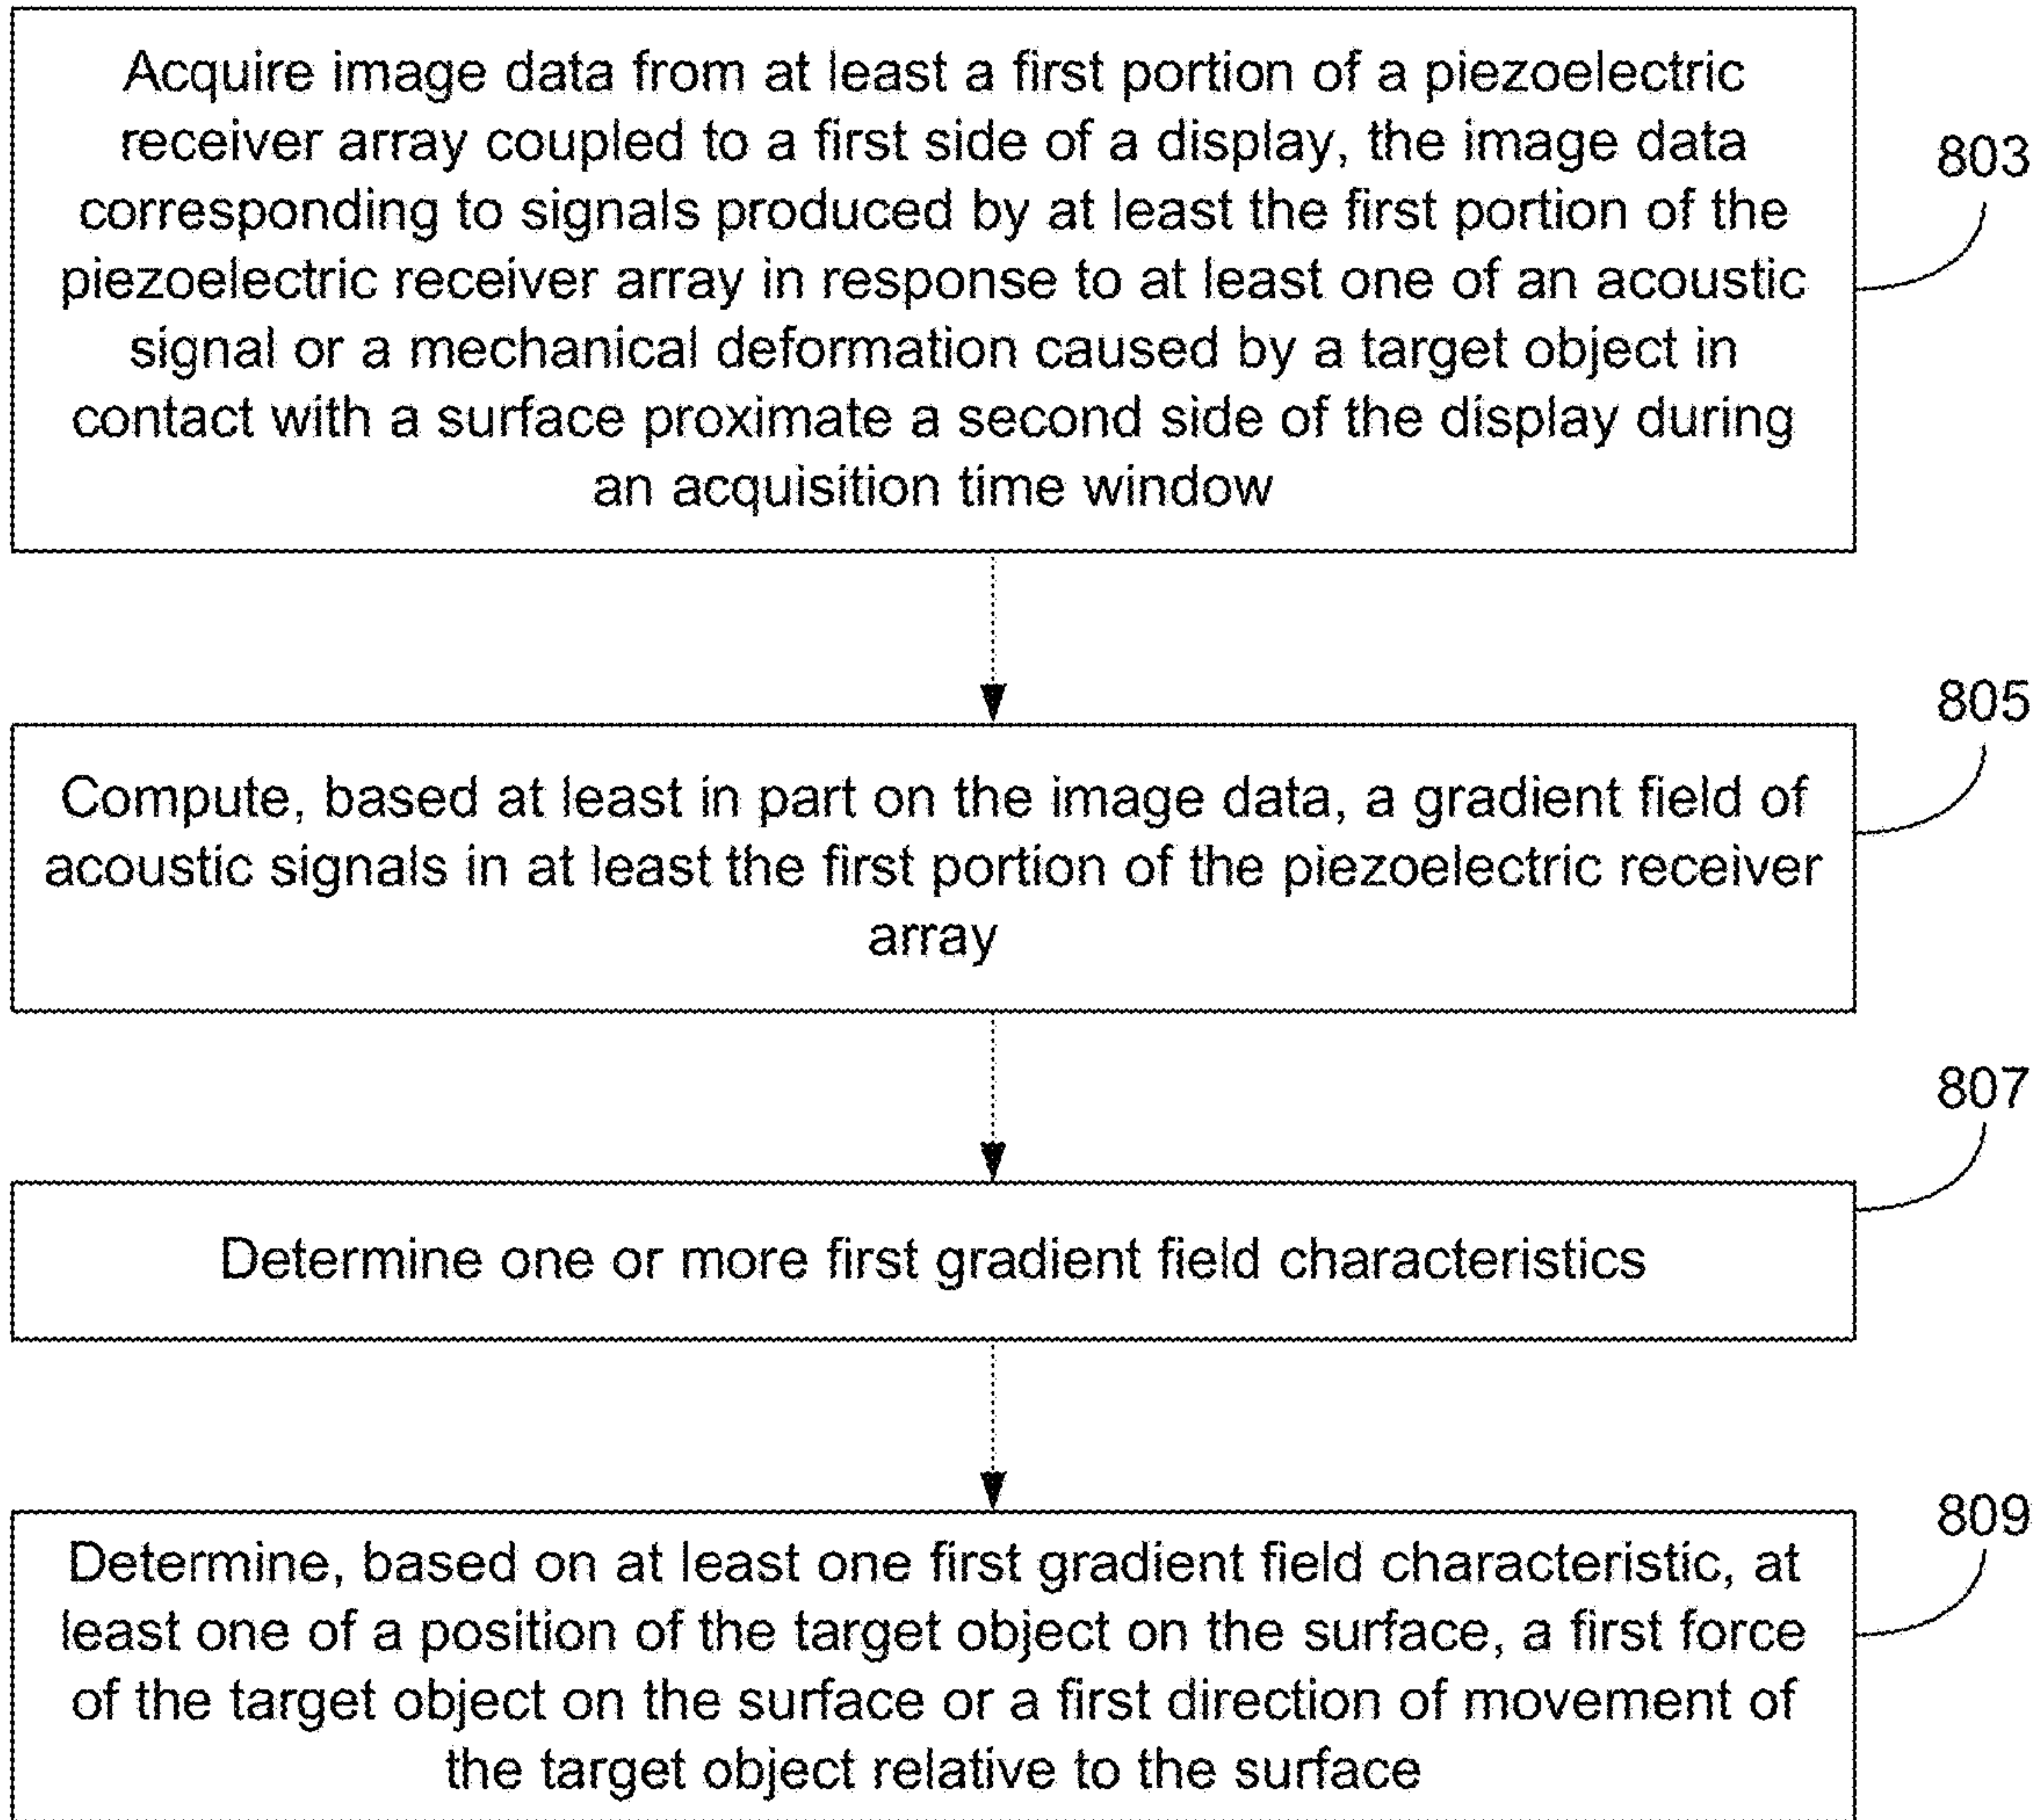 Acquire image data from at least a first portion of a piezoelectric
receiver array coupled to a first side of a display, the image data
corresponding to signals produced by at least the first portion of the
piezoelectric receiver array in response to at least one of an acoustic
signal or a mechanical deformation caused by a target object in
contact with a surface proximate a second side of the display during
an acquisition time window
803
805
Compute, based at least in part on the image data, a gradient field of
acoustic signals in at least the first portion of the piezoelectric receiver
array
807
Determine one or more first gradient field characteristics
809
Determine, based on at least one first gradient field characteristic, at
least one of a position of the target object on the surface, a first force
of the target object on the surface or a first direction of movement of
the target object relative to the surface